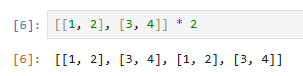 [6]: [[1, 2], [3, 4]] * 2
[6]: [[1, 2], [3, 4], [1, 2], [3, 4]]